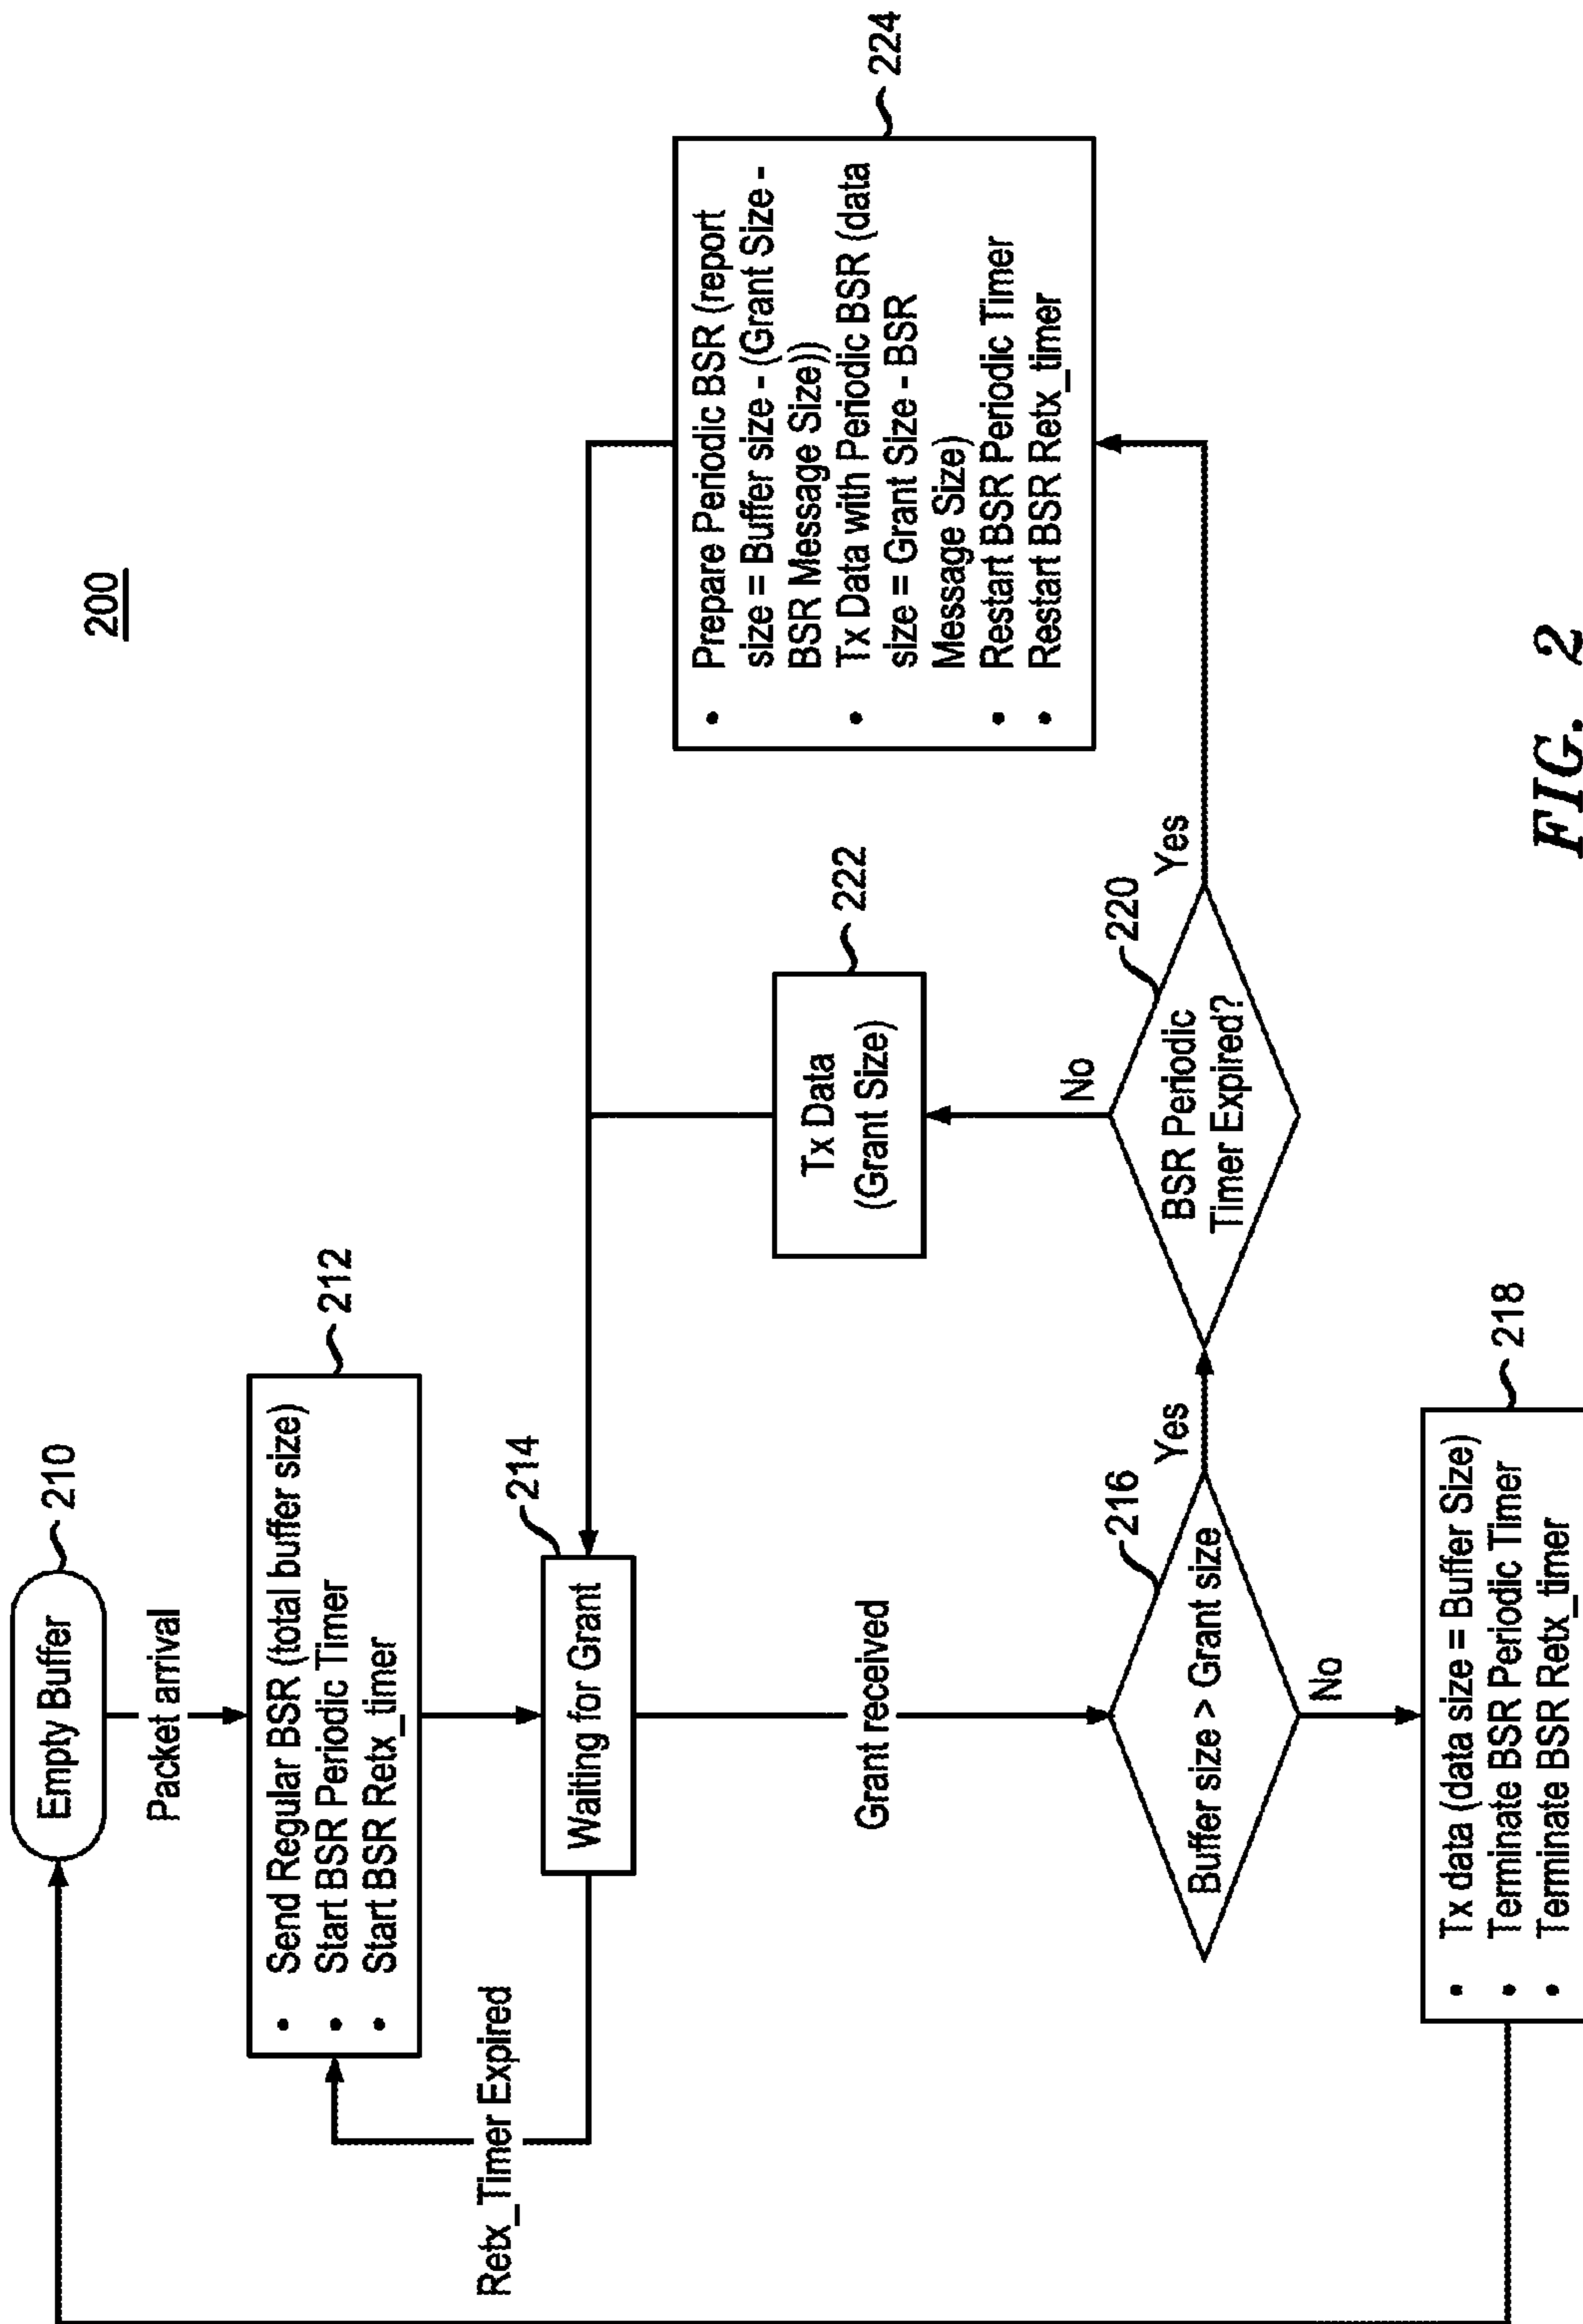 200
Empty Buffer
210
Packet arrival
• Send Regular BSR (total buffer size)
• Start BSR Periodic Timer
• Start BSR Retx_timer
212
Retx_Timer Expired
Waiting for Grant
214
Grant received
Buffer size > Grant size
216
Yes
No
• Tx data (data size = Buffer Size)
• Terminate BSR Periodic Timer
• Terminate BSR Retx_timer
218
BSR Periodic
Timer Expired?
220
No
Yes
Tx Data
(Grant Size)
222
• Prepare Periodic BSR (report
size = Buffer size - (Grant Size -
BSR Message Size))
• Tx Data with Periodic BSR (data
size = Grant Size - BSR
Message Size)
• Restart BSR Periodic Timer
• Restart BSR Retx_timer
224
FIG. 2